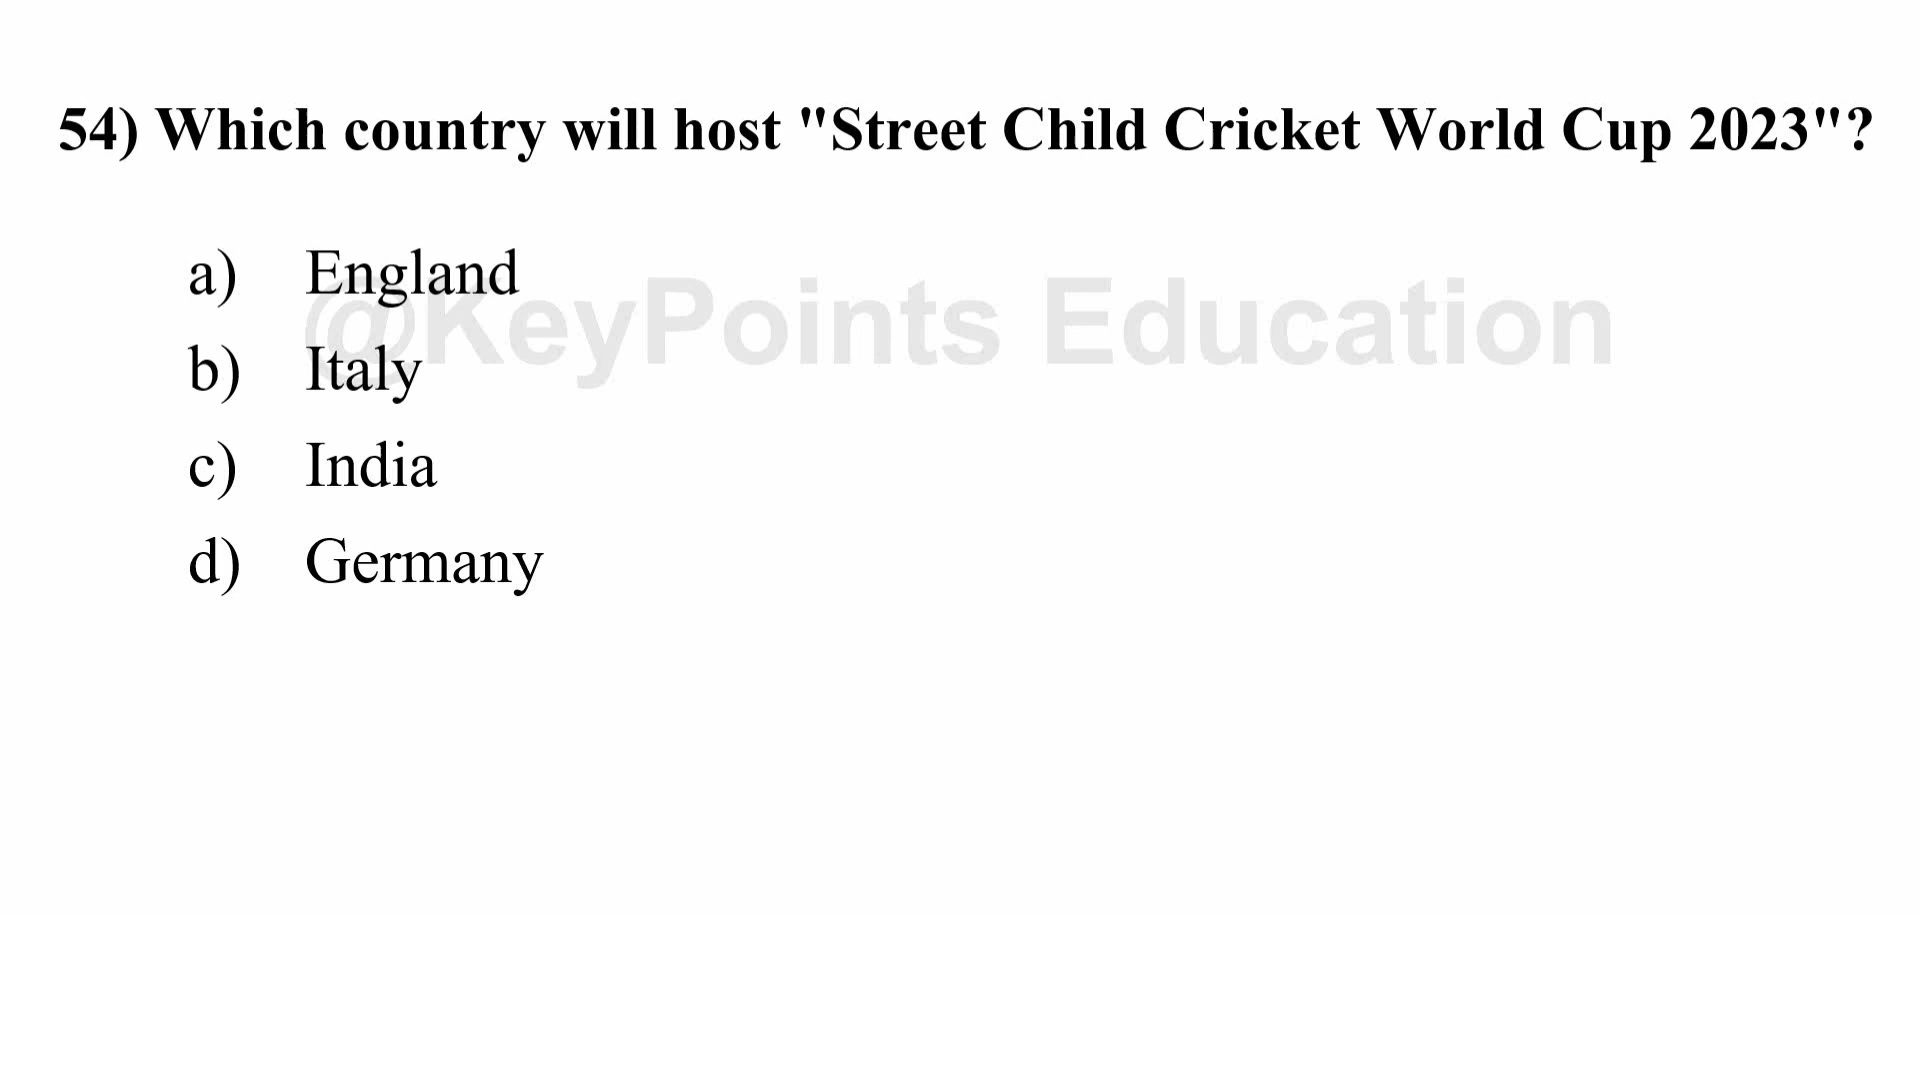 54) Which country will host "Street Child Cricket World Cup 2023"?
a) England
@KeyPoints Education
b) Italy
c) India
d) Germany